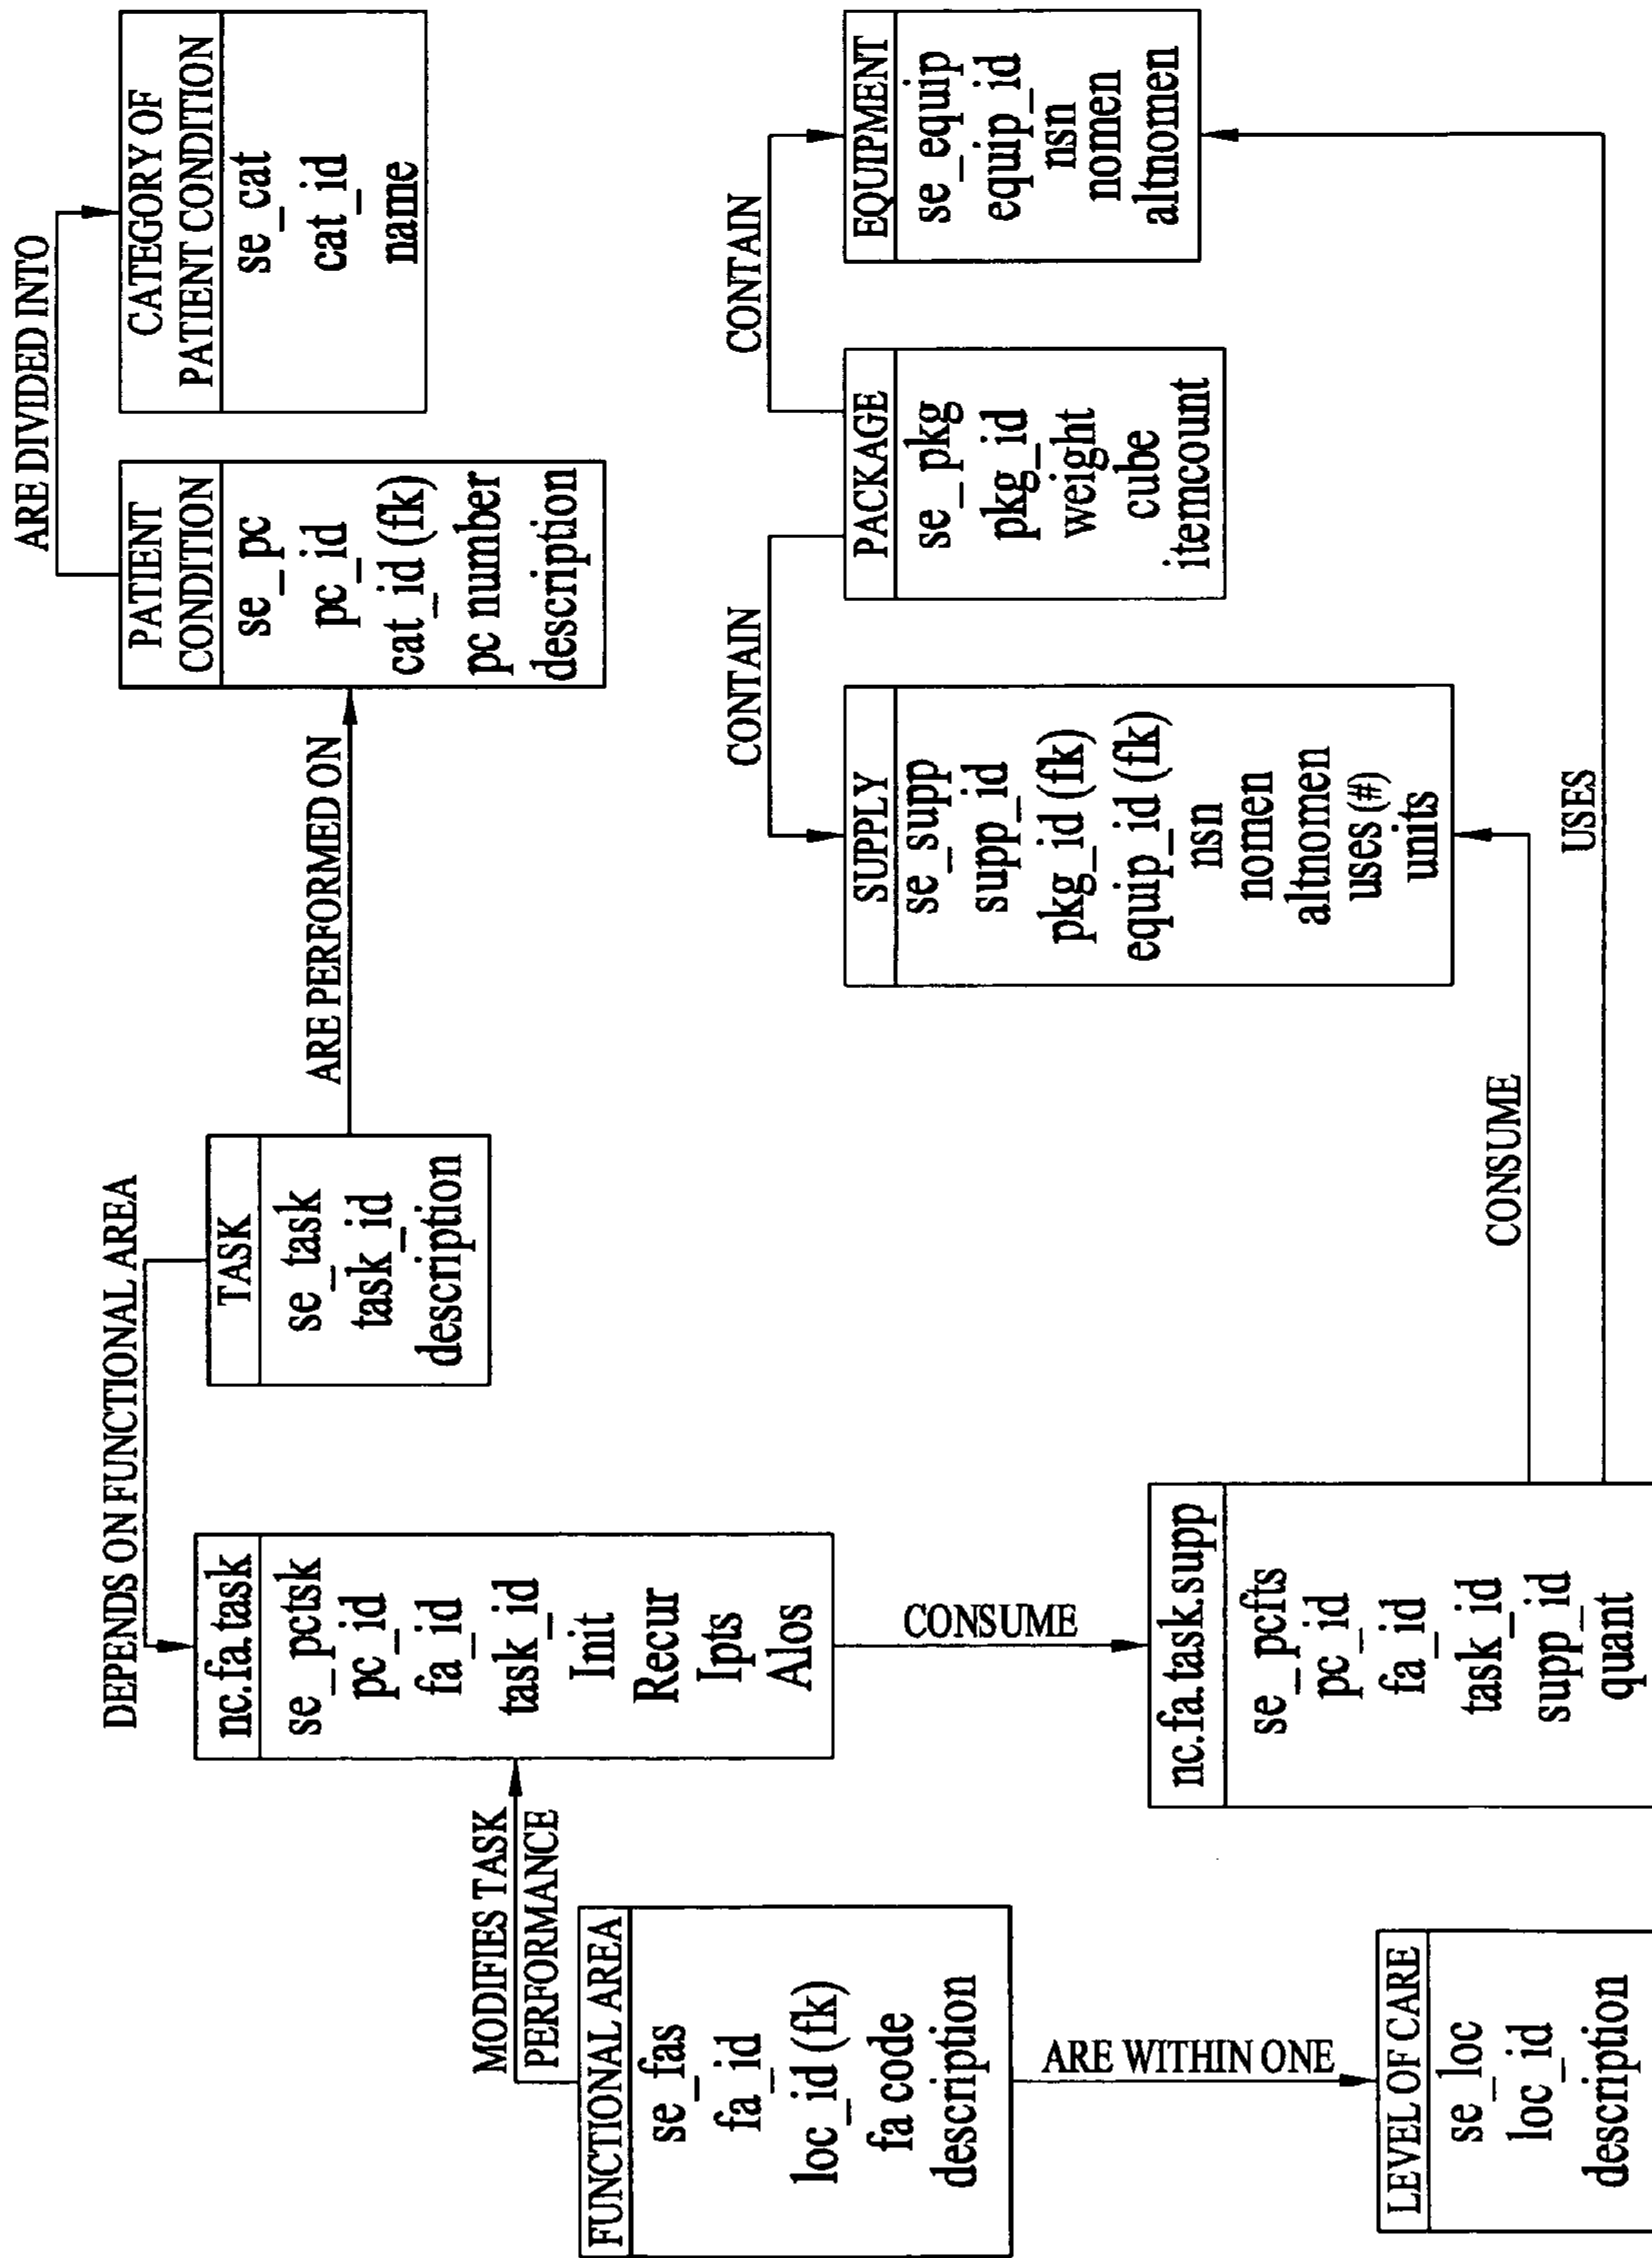 ARE DIVIDED INTO
PATIENT
CONDITION
se_pc
pc_id
cat_id (fk)
pc number
description
CATEGORY OF
PATIENT CONDITION
se_cat
cat_id
name
ARE PERFORMED ON
DEPENDS ON FUNCTIONAL AREA
TASK
se_task
task_id
description
nc.fa.task
se_pctsk
pc_id
fa_id
task_id
Init
Recur
Ipts
Alos
MODIFIES TASK
PERFORMANCE
FUNCTIONAL AREA
se_fas
fa_id
loc_id (fk)
fa code
description
ARE WITHIN ONE
LEVEL OF CARE
se_loc
loc_id
description
CONSUME
nc.fa.task.supp
se_pcfts
pc_id
fa_id
task_id
supp_id
quant
CONSUME
USES
CONTAIN
CONTAIN
SUPPLY
se_supp
supp_id
pkg_id (fk)
equip_id (fk)
nsn
nomen
altnomen
uses (#)
units
PACKAGE
se_pkg
pkg_id
weight
cube
itemcount
EQUIPMENT
se_equip
equip_id
nsn
nomen
altnomen